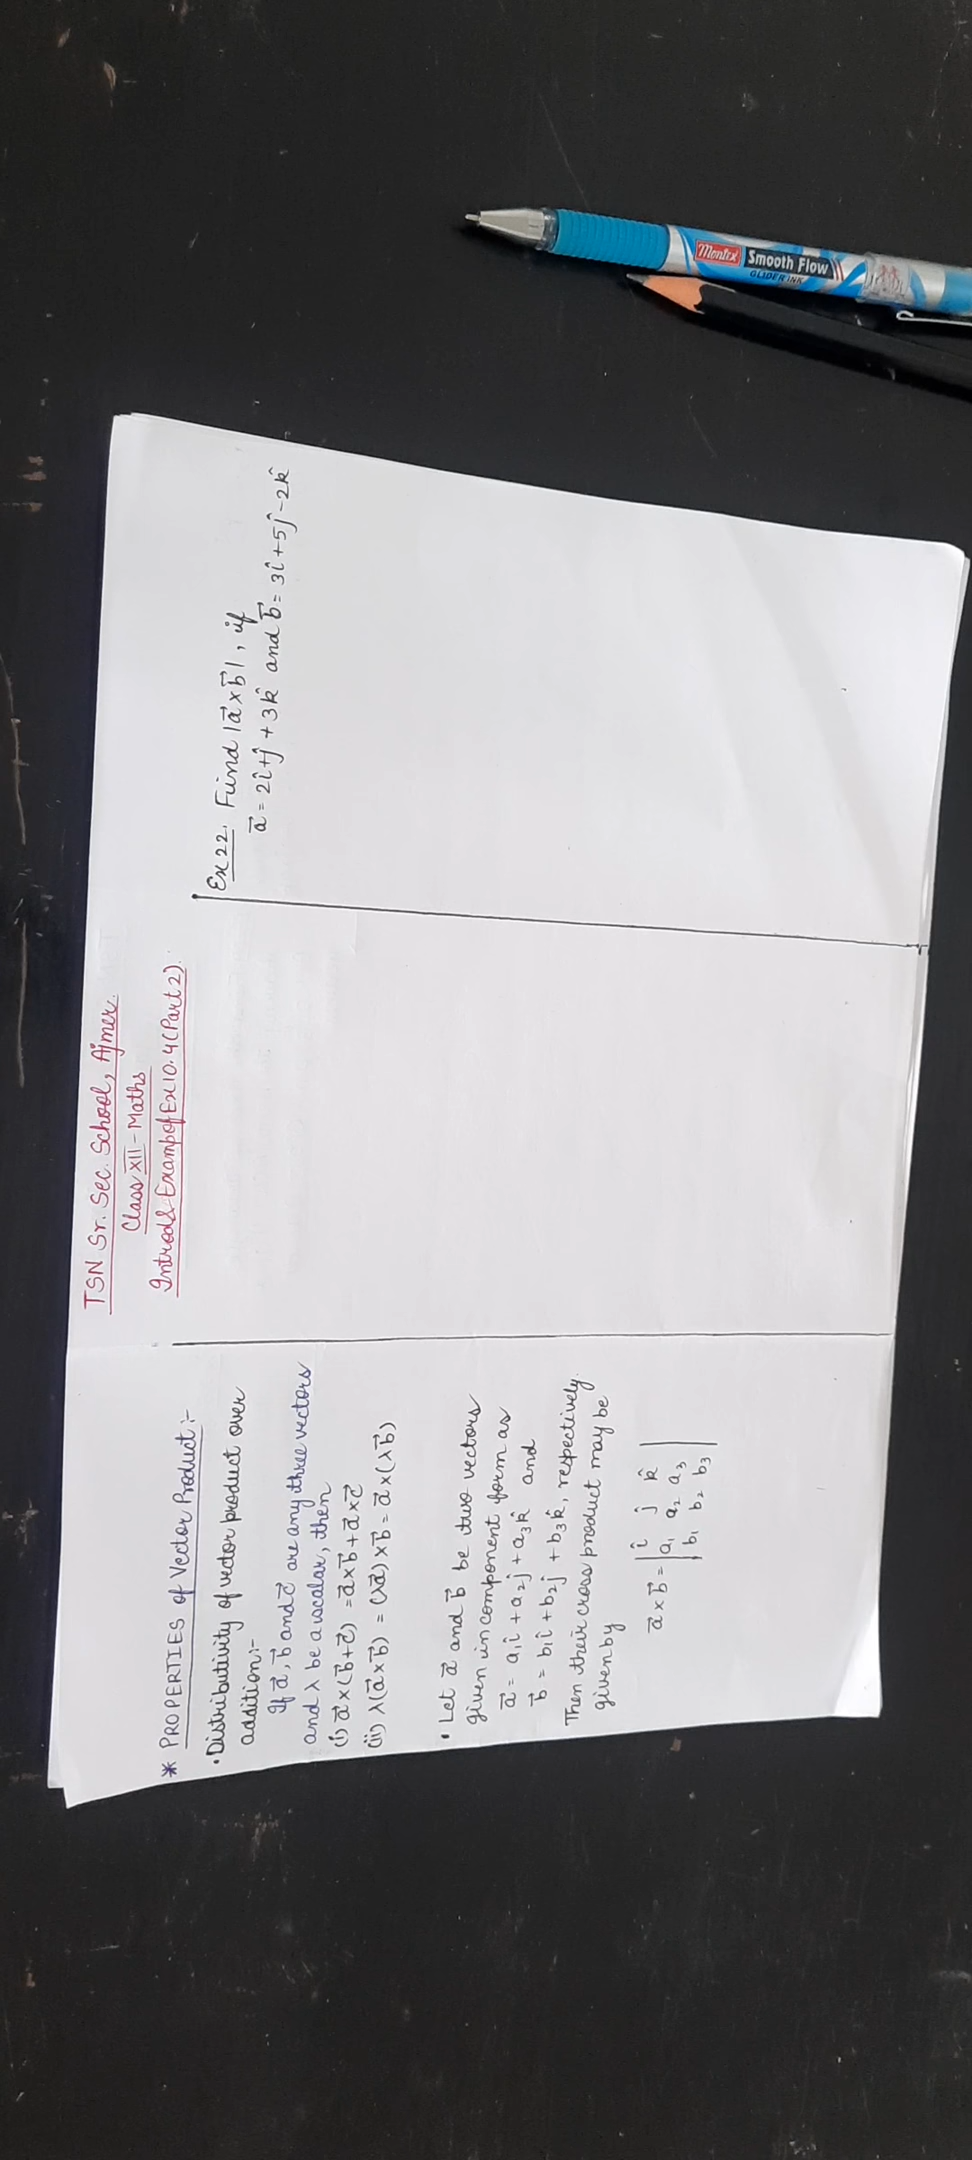 TSN Sr. Sec. School, Ajmer.
Class XII - Maths
Introd & Examp of Ex 10.4 (Part 2).
* PROPERTIES of Vector Product :-
• Distributivity of vector product over
addition :-
If a⃗, b⃗ and c⃗ are any three vectors
and λ be a scalar, then
(i) a⃗ × (b⃗ + c⃗) = a⃗ × b⃗ + a⃗ × c⃗
(ii) λ(a⃗ × b⃗) = (λa⃗) × b⃗ = a⃗ × (λb⃗)
• Let a⃗ and b⃗ be two vectors
given in component form as
a⃗ = a₁î + a₂ĵ + a₃k̂ and
b⃗ = b₁î + b₂ĵ + b₃k̂, respectively.
Then their cross product may be
given by
a⃗ × b⃗ = | î ĵ k̂ |
| a₁ a₂ a₃ |
| b₁ b₂ b₃ |
Ex 22. Find |a⃗ × b⃗|, if
a⃗ = 2î + ĵ + 3k̂ and b⃗ = 3î + 5ĵ - 2k̂
Montex Smooth Flow
GLIDER INK